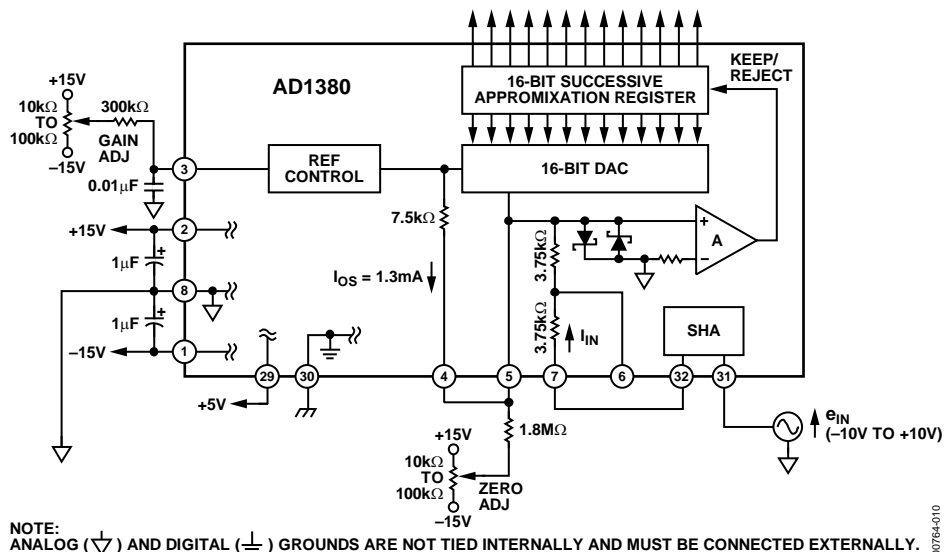 KEEP/
REJECT
+15V
10kΩ
TO
100kΩ
–15V
300kΩ
GAIN
ADJ
AD1380
16-BIT SUCCESSIVE
APPROMIXATION REGISTER
3
REF
CONTROL
16-BIT DAC
0.01µF
7.5kΩ
+15V
2
3.75kΩ
+
–
A
1µF
+
IOS = 1.3mA
8
3.75kΩ
IIN
SHA
1µF
+
–15V
1
29
30
4
5
7
6
32
31
+5V
1.8MΩ
eIN
(–10V TO +10V)
+15V
10kΩ
TO
100kΩ
–15V
ZERO
ADJ
NOTE:
ANALOG ( ) AND DIGITAL ( ) GROUNDS ARE NOT TIED INTERNALLY AND MUST BE CONNECTED EXTERNALLY.
07764-010